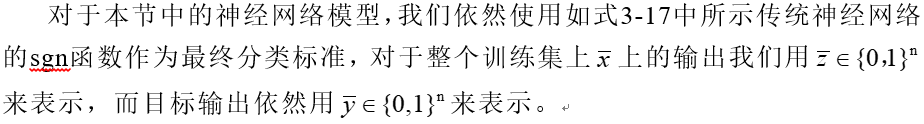 对于本节中的神经网络模型，我们依然使用如式3-17中所示传统神经网络
的sgn函数作为最终分类标准，对于整个训练集上 x̄ 上的输出我们用 z̄ ∈ {0,1}ⁿ
来表示，而目标输出依然用 ȳ ∈ {0,1}ⁿ 来表示。